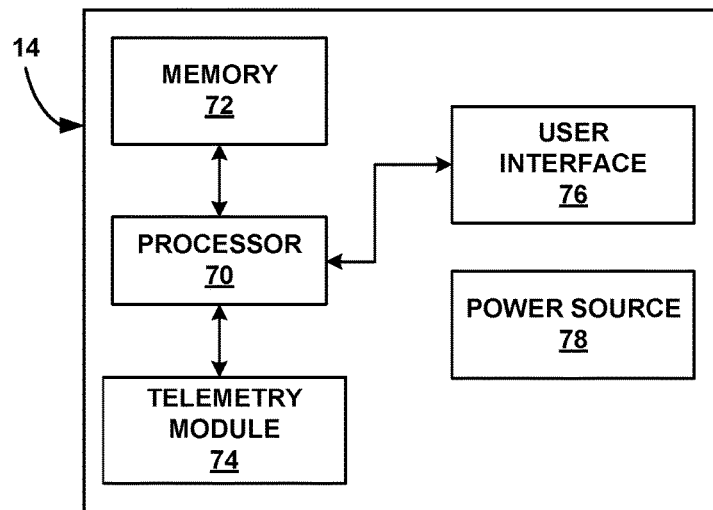 14
MEMORY
72
USER
INTERFACE
76
PROCESSOR
70
POWER SOURCE
78
TELEMETRY
MODULE
74